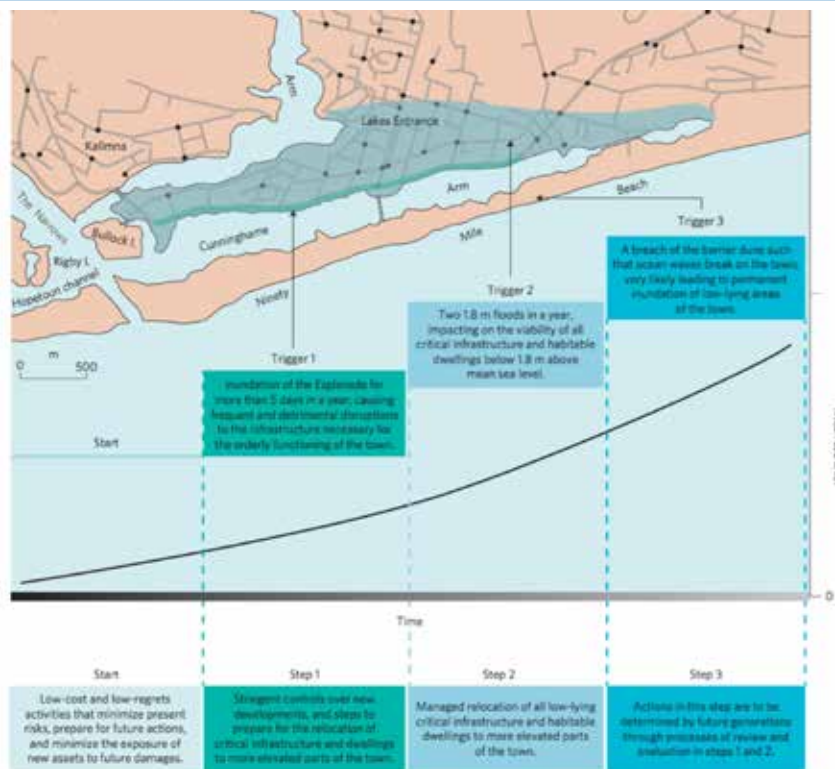 Arm
Kalimna
Lakes Entrance
The Narrows
Bullock I.
Rigby I.
Hopetoun channel
Cunninghame
Arm
Ninety
Mile
Beach
m
0 500
Trigger 1
Inundation of the Esplanade for
more than 5 days in a year, causing
frequent and detrimental disruptions
to the infrastructure necessary for
the orderly functioning of the town.
Trigger 2
Two 1.8 m floods in a year,
impacting on the viability of all
critical infrastructure and habitable
dwellings below 1.8 m above
mean sea level.
Trigger 3
A breach of the barrier dune such
that ocean waves break on the town,
very likely leading to permanent
inundation of low-lying areas
of the town.
Start
0
Time
Start
Low-cost and low-regrets
activities that minimize present
risks, prepare for future actions,
and minimize the exposure of
new assets to future damages.
Step 1
Stringent controls over new
developments, and steps to
prepare for the relocation of
critical infrastructure and dwellings
to more elevated parts of the town.
Step 2
Managed relocation of all low-lying
critical infrastructure and habitable
dwellings to more elevated parts
of the town.
Step 3
Actions in this step are to be
determined by future generations
through processes of review and
evaluation in steps 1 and 2.